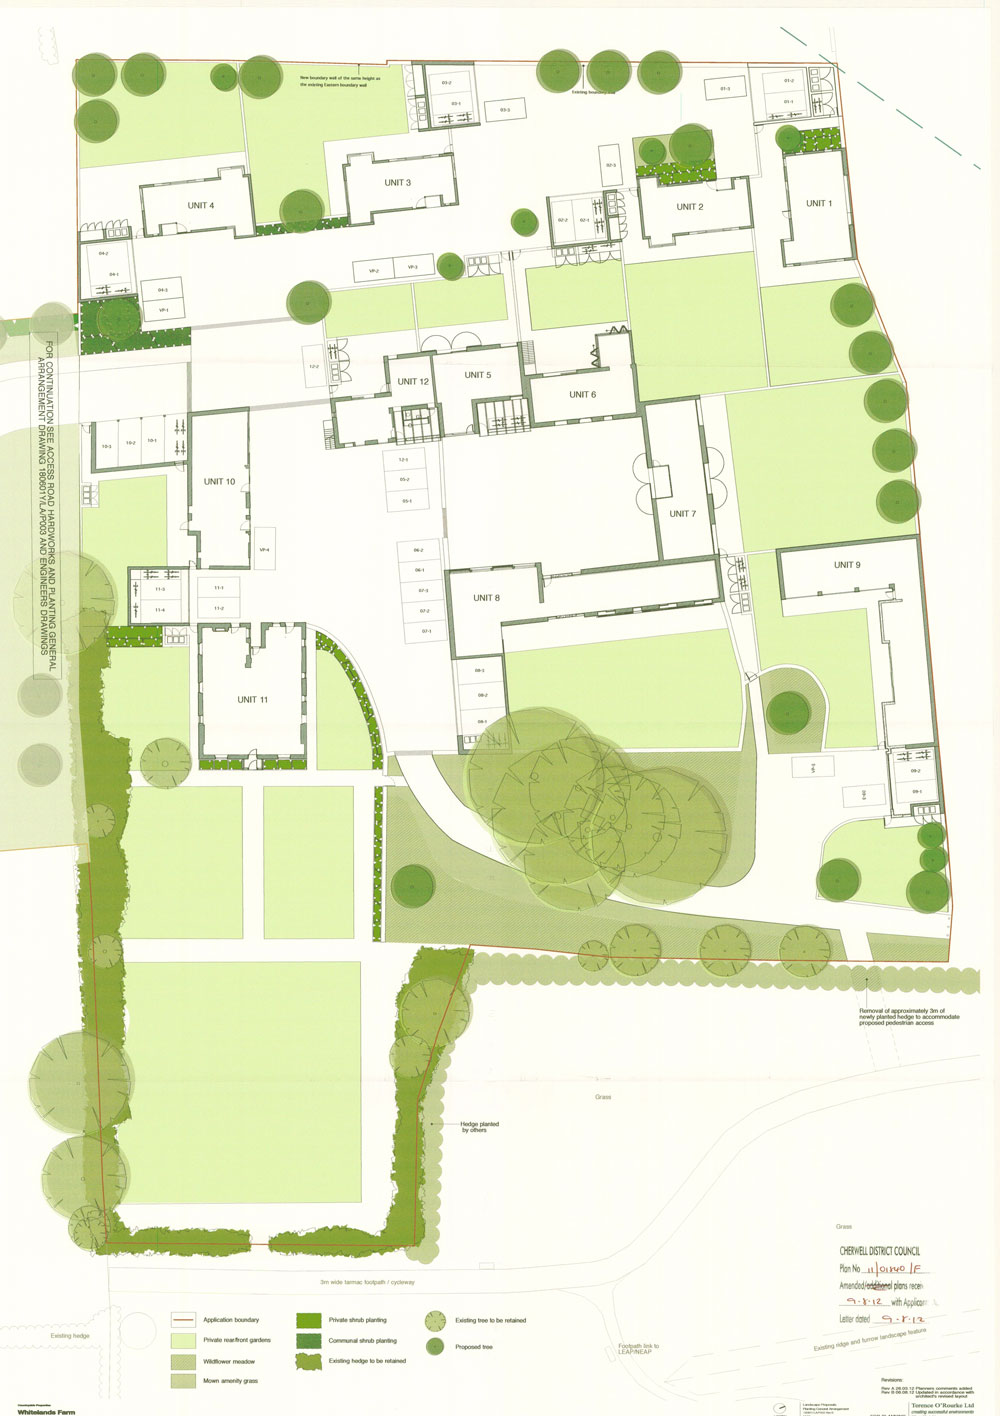 New boundary wall of the same height as
the existing Eastern boundary wall
Existing boundary wall
03-2
03-1
03-3
01-3
01-2
01-1
02-3
UNIT 4
UNIT 3
UNIT 2
UNIT 1
02-2
02-1
04-2
04-1
04-3
VP-1
VP-2
VP-3
12-2
UNIT 12
UNIT 5
UNIT 6
10-3
10-2
10-1
12-1
05-2
05-1
UNIT 10
UNIT 7
VP-4
06-2
06-1
07-3
07-2
07-1
UNIT 8
UNIT 9
11-3
11-4
11-1
11-2
UNIT 11
08-3
08-2
08-1
09-2
09-1
09-3
FOR CONTINUATION SEE ACCESS ROAD HARDWORKS AND PLANTING GENERAL
ARRANGEMENT DRAWING 180601Y/LA/P003 AND ENGINEERS DRAWINGS
Removal of approximately 3m of
newly planted hedge to accommodate
proposed pedestrian access
Grass
Hedge planted
by others
Grass
3m wide tarmac footpath / cycleway
CHERWELL DISTRICT COUNCIL
Plan No 11/01840/F
Amended/additional plans recei
9-8-12 with Applicant
Letter dated 9-8-12
Existing ridge and furrow landscape feature
Existing hedge
Footpath link to
LEAP/NEAP
Application boundary
Private rear/front gardens
Wildflower meadow
Mown amenity grass
Private shrub planting
Communal shrub planting
Existing hedge to be retained
Existing tree to be retained
Proposed tree
Revisions:
Rev A 28.03.12 Planners comments added
Rev B 08.08.12 Updated in accordance with
architect's revised layout
Whitelands Farm
Landscape Proposals
Planting General Arrangement
Terence O'Rourke Ltd
creating successful environments